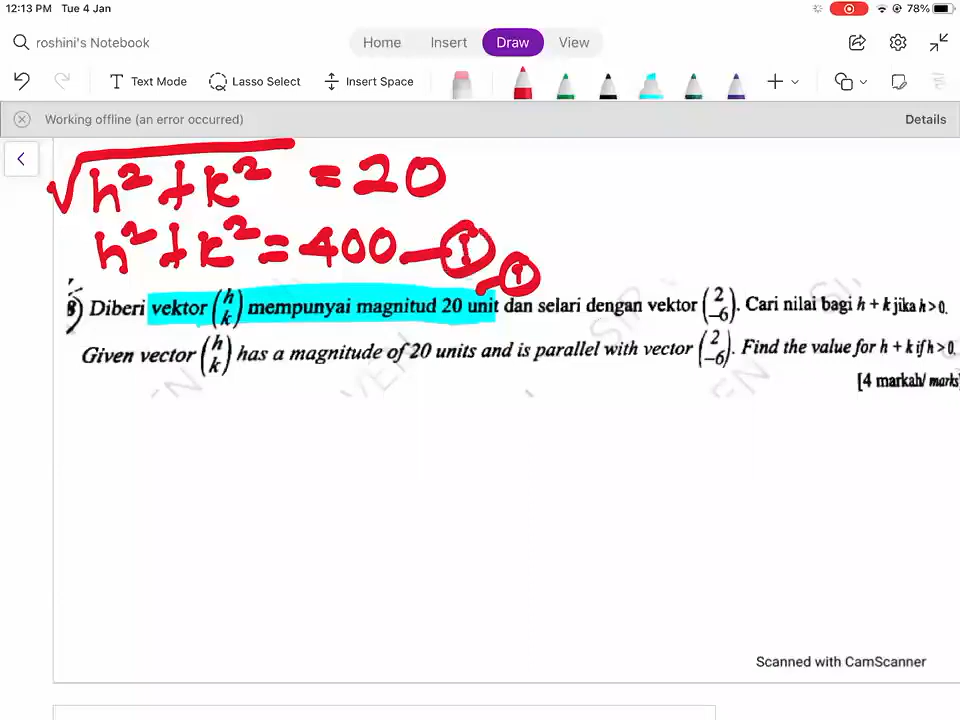 12:13 PM Tue 4 Jan 78%
roshini's Notebook Home Insert Draw View
Text Mode Lasso Select Insert Space
Working offline (an error occurred) Details
√h²+k² = 20
h²+k²=400 —①
①
8) Diberi vektor (h k) mempunyai magnitud 20 unit dan selari dengan vektor (2 −6). Cari nilai bagi h + k jika h > 0.
Given vector (h k) has a magnitude of 20 units and is parallel with vector (2 −6). Find the value for h + k if h > 0.
[4 markah/ marks]
Scanned with CamScanner